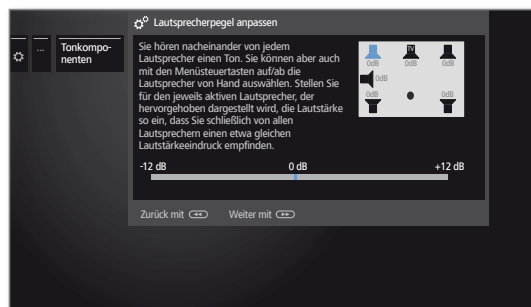 Lautsprecherpegel anpassen
...
Tonkompo-
nenten
Sie hören nacheinander von jedem
Lautsprecher einen Ton. Sie können aber auch
mit den Menüsteuertasten auf/ab die
Lautsprecher von Hand auswählen. Stellen Sie
für den jeweils aktiven Lautsprecher, der
hervorgehoben dargestellt wird, die Lautstärke
so ein, dass Sie schließlich von allen
Lautsprechern einen etwa gleichen
Lautstärkeeindruck empfinden.
TV
0dB 0dB 0dB
0dB
0dB 0dB
-12 dB 0 dB +12 dB
Zurück mit Weiter mit